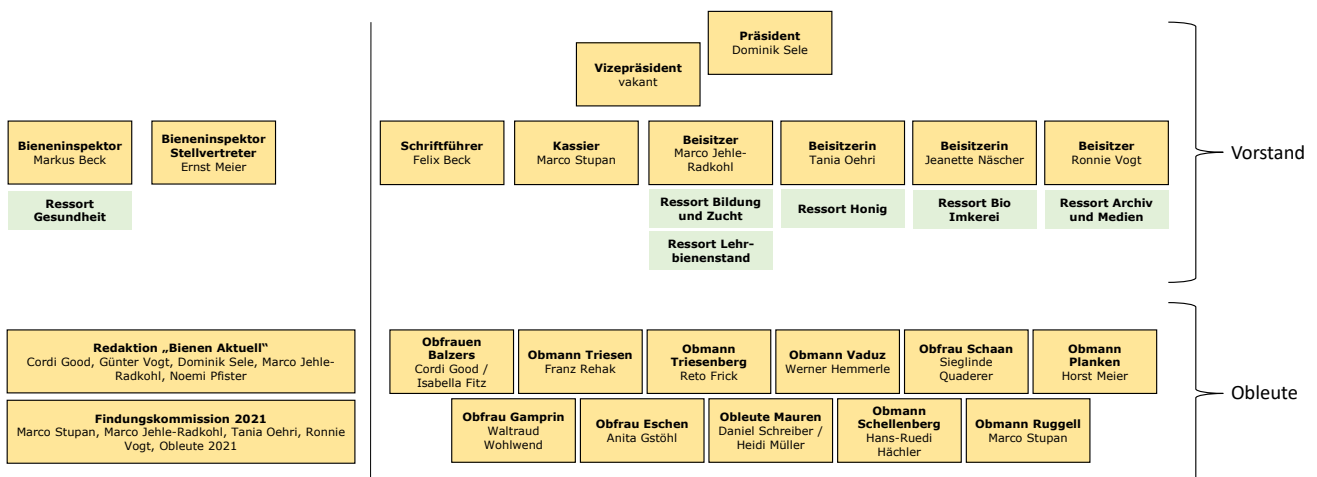 Präsident
Dominik Sele
Vizepräsident
vakant
Bieneninspektor
Markus Beck
Bieneninspektor
Stellvertreter
Ernst Meier
Schriftführer
Felix Beck
Kassier
Marco Stupan
Beisitzer
Marco Jehle-
Radkohl
Beisitzerin
Tania Oehri
Beisitzerin
Jeanette Näscher
Beisitzer
Ronnie Vogt
Vorstand
Ressort
Gesundheit
Ressort Bildung
und Zucht
Ressort Honig
Ressort Bio
Imkerei
Ressort Archiv
und Medien
Ressort Lehr-
bienenstand
Redaktion „Bienen Aktuell“
Cordi Good, Günter Vogt, Dominik Sele, Marco Jehle-
Radkohl, Noemi Pfister
Findungskommission 2021
Marco Stupan, Marco Jehle-Radkohl, Tania Oehri, Ronnie
Vogt, Obleute 2021
Obfrauen
Balzers
Cordi Good /
Isabella Fitz
Obmann Triesen
Franz Rehak
Obmann
Triesenberg
Reto Frick
Obmann Vaduz
Werner Hemmerle
Obfrau Schaan
Sieglinde
Quaderer
Obmann
Planken
Horst Meier
Obleute
Obfrau Gamprin
Waltraud
Wohlwend
Obfrau Eschen
Anita Gstöhl
Obleute Mauren
Daniel Schreiber /
Heidi Müller
Obmann
Schellenberg
Hans-Ruedi
Hächler
Obmann Ruggell
Marco Stupan